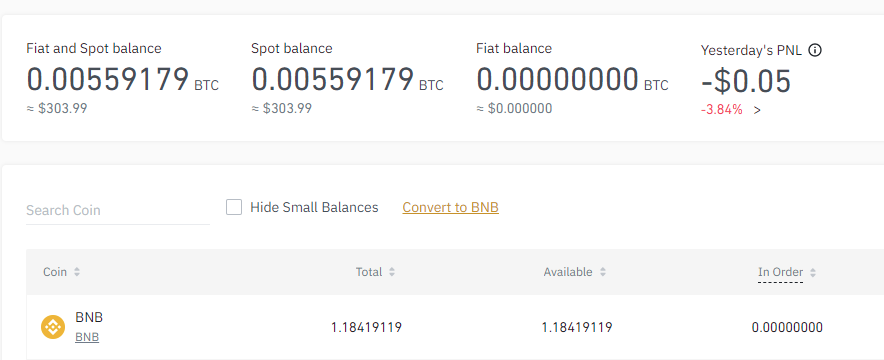 Fiat and Spot balance Spot balance Fiat balance Yesterday's PNL
0.00559179 BTC 0.00559179 BTC 0.00000000 BTC -$0.05
≈ $303.99 ≈ $303.99 ≈ $0.000000 -3.84% >
Search Coin Hide Small Balances Convert to BNB
Coin Total Available In Order
BNB
BNB 1.18419119 1.18419119 0.00000000